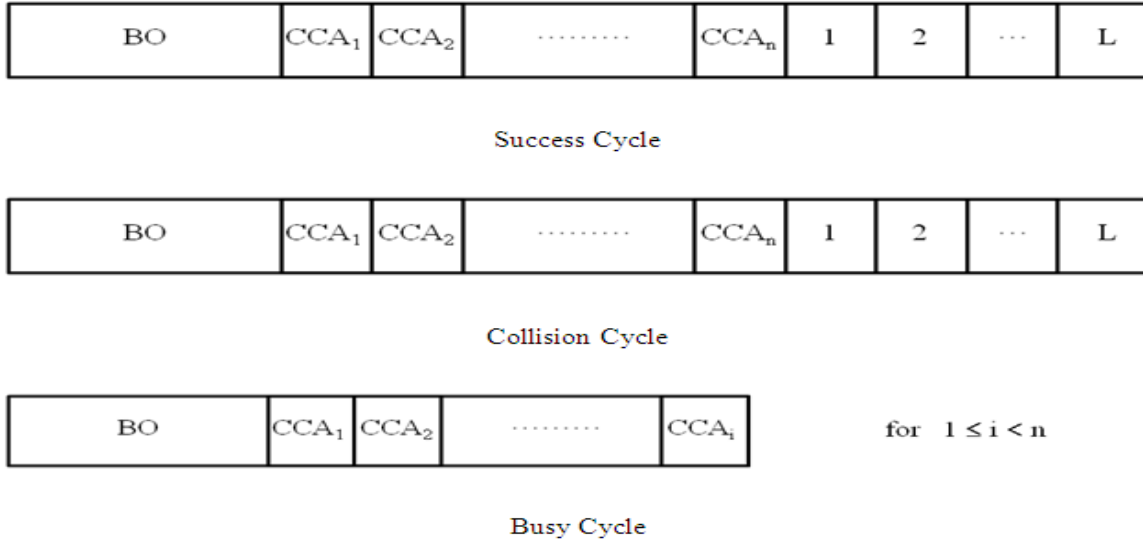 BO CCA₁ CCA₂ ········· CCAₙ 1 2 ··· L
Success Cycle
BO CCA₁ CCA₂ ········· CCAₙ 1 2 ··· L
Collision Cycle
BO CCA₁ CCA₂ ········· CCAᵢ for 1 ≤ i < n
Busy Cycle